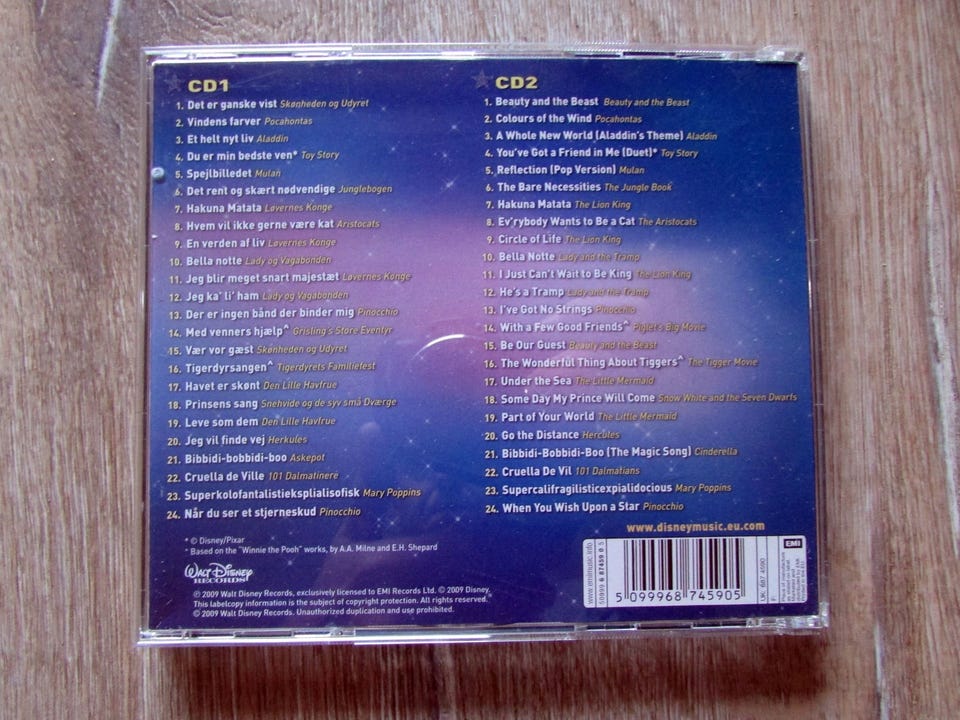 CD1
1. Det er ganske vist Skønheden og Udyret
2. Vindens farver Pocahontas
3. Et helt nyt liv Aladdin
4. Du er min bedste ven* Toy Story
5. Spejlbilledet Mulan
6. Det rent og skært nødvendige Junglebogen
7. Hakuna Matata Løvernes Konge
8. Hvem vil ikke gerne være kat Aristocats
9. En verden af liv Løvernes Konge
10. Bella notte Lady og Vagabonden
11. Jeg blir meget snart majestæt Løvernes Konge
12. Jeg ka' li' ham Lady og Vagabonden
13. Der er ingen bånd der binder mig Pinocchio
14. Med venners hjælp^ Grisling's Store Eventyr
15. Vær vor gæst Skønheden og Udyret
16. Tigerdyrsangen^ Tigerdyrets Familiefest
17. Havet er skønt Den Lille Havfrue
18. Prinsens sang Snehvide og de syv små Dværge
19. Leve som dem Den Lille Havfrue
20. Jeg vil finde vej Herkules
21. Bibbidi-bobbidi-boo Askepot
22. Cruella de Ville 101 Dalmatinere
23. Superkolofantalistieksplialisofisk Mary Poppins
24. Når du ser et stjerneskud Pinocchio
CD2
1. Beauty and the Beast Beauty and the Beast
2. Colours of the Wind Pocahontas
3. A Whole New World (Aladdin's Theme) Aladdin
4. You've Got a Friend in Me (Duet)* Toy Story
5. Reflection (Pop Version) Mulan
6. The Bare Necessities The Jungle Book
7. Hakuna Matata The Lion King
8. Ev'rybody Wants to Be a Cat The Aristocats
9. Circle of Life The Lion King
10. Bella Notte Lady and the Tramp
11. I Just Can't Wait to Be King The Lion King
12. He's a Tramp Lady and the Tramp
13. I've Got No Strings Pinocchio
14. With a Few Good Friends^ Piglet's Big Movie
15. Be Our Guest Beauty and the Beast
16. The Wonderful Thing About Tiggers^ The Tigger Movie
17. Under the Sea The Little Mermaid
18. Some Day My Prince Will Come Snow White and the Seven Dwarfs
19. Part of Your World The Little Mermaid
20. Go the Distance Hercules
21. Bibbidi-Bobbidi-Boo (The Magic Song) Cinderella
22. Cruella De Vil 101 Dalmatians
23. Supercalifragilisticexpialidocious Mary Poppins
24. When You Wish Upon a Star Pinocchio
www.disneymusic.eu.com
* © Disney/Pixar
^ Based on the "Winnie the Pooh" works, by A.A. Milne and E.H. Shepard
Walt Disney
RECORDS
℗ 2009 Walt Disney Records, exclusively licensed to EMI Records Ltd. © 2009 Disney.
This labelcopy information is the subject of copyright protection. All rights reserved.
© 2009 Walt Disney Records. Unauthorized duplication and use prohibited.
www.emimusic.info
50999 6 87459 0 5
5 099968 745905
UK: 687 4590
F:
EMI